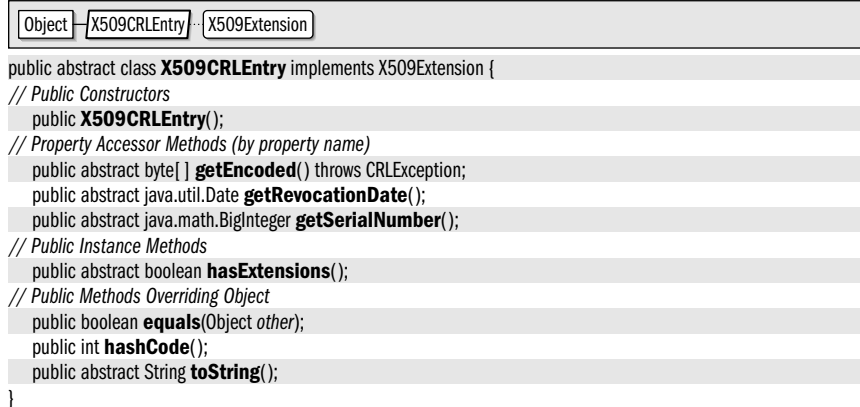 Object X509CRLEntry X509Extension
public abstract class X509CRLEntry implements X509Extension {
// Public Constructors
public X509CRLEntry();
// Property Accessor Methods (by property name)
public abstract byte[ ] getEncoded() throws CRLException;
public abstract java.util.Date getRevocationDate();
public abstract java.math.BigInteger getSerialNumber();
// Public Instance Methods
public abstract boolean hasExtensions();
// Public Methods Overriding Object
public boolean equals(Object other);
public int hashCode();
public abstract String toString();
}